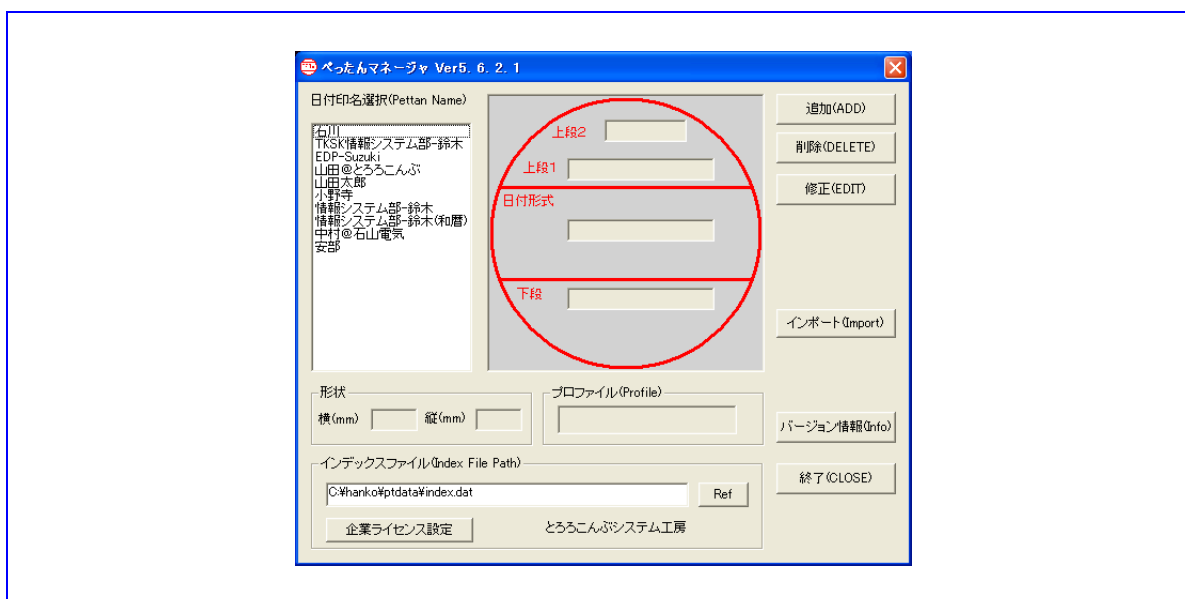 ぺったんマネージャ Ver5. 6. 2. 1
日付印名選択(Pettan Name)
石川
TKSK情報システム部-鈴木
EDP-Suzuki
山田@とろろこんぶ
山田太郎
小野寺
情報システム部-鈴木
情報システム部-鈴木(和暦)
中村@石山電気
安部
上段2
上段1
日付形式
下段
追加(ADD)
削除(DELETE)
修正(EDIT)
インポート(Import)
バージョン情報(Info)
終了(CLOSE)
形状
横(mm) 縦(mm)
プロファイル(Profile)
インデックスファイル(Index File Path)
C:¥hanko¥ptdata¥index.dat
Ref
企業ライセンス設定
とろろこんぶシステム工房